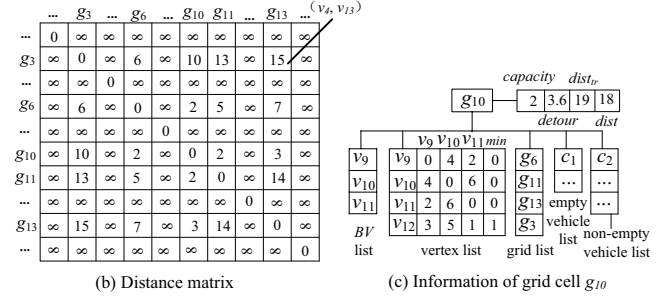 ... g3 ... g6 ... g10 g11 ... g13 ...
(v4, v13)
... 0 ∞ ∞ ∞ ∞ ∞ ∞ ∞ ∞ ∞
g3 ∞ 0 ∞ 6 ∞ 10 13 ∞ 15 ∞
... ∞ ∞ 0 ∞ ∞ ∞ ∞ ∞ ∞ ∞
g6 ∞ 6 ∞ 0 ∞ 2 5 ∞ 7 ∞
... ∞ ∞ ∞ ∞ 0 ∞ ∞ ∞ ∞ ∞
g10 ∞ 10 ∞ 2 ∞ 0 2 ∞ 3 ∞
g11 ∞ 13 ∞ 5 ∞ 2 0 ∞ 14 ∞
... ∞ ∞ ∞ ∞ ∞ ∞ ∞ 0 ∞ ∞
g13 ∞ 15 ∞ 7 ∞ 3 14 ∞ 0 ∞
... ∞ ∞ ∞ ∞ ∞ ∞ ∞ ∞ ∞ 0
(b) Distance matrix
capacity disttr
g10 2 3.6 19 18
detour dist
v9 v10 v11 min
v9 v9 0 4 2 0 g6 c1 c2
v10 v10 4 0 6 0 g11 ... ...
v11 v11 2 6 0 0 g13 empty vehicle list ...
BV list v12 3 5 1 1 g3 non-empty vehicle list
vertex list grid list
(c) Information of grid cell g10